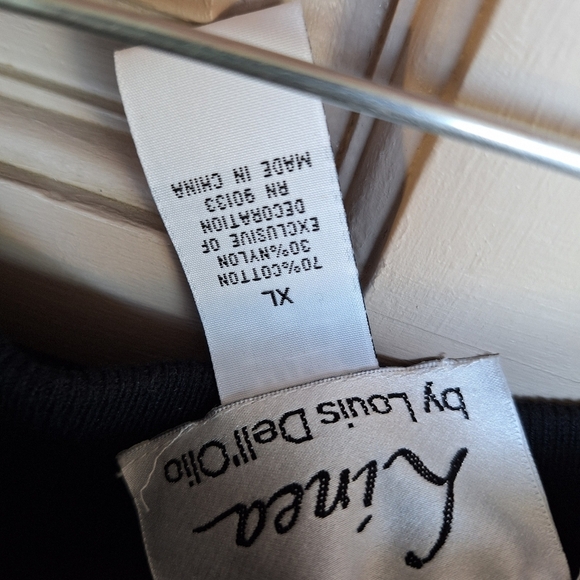 Linea
by Louis Dell'Olio
XL
70%COTTON
30%NYLON
EXCLUSIVE OF
DECORATION
RN 90133
MADE IN CHINA